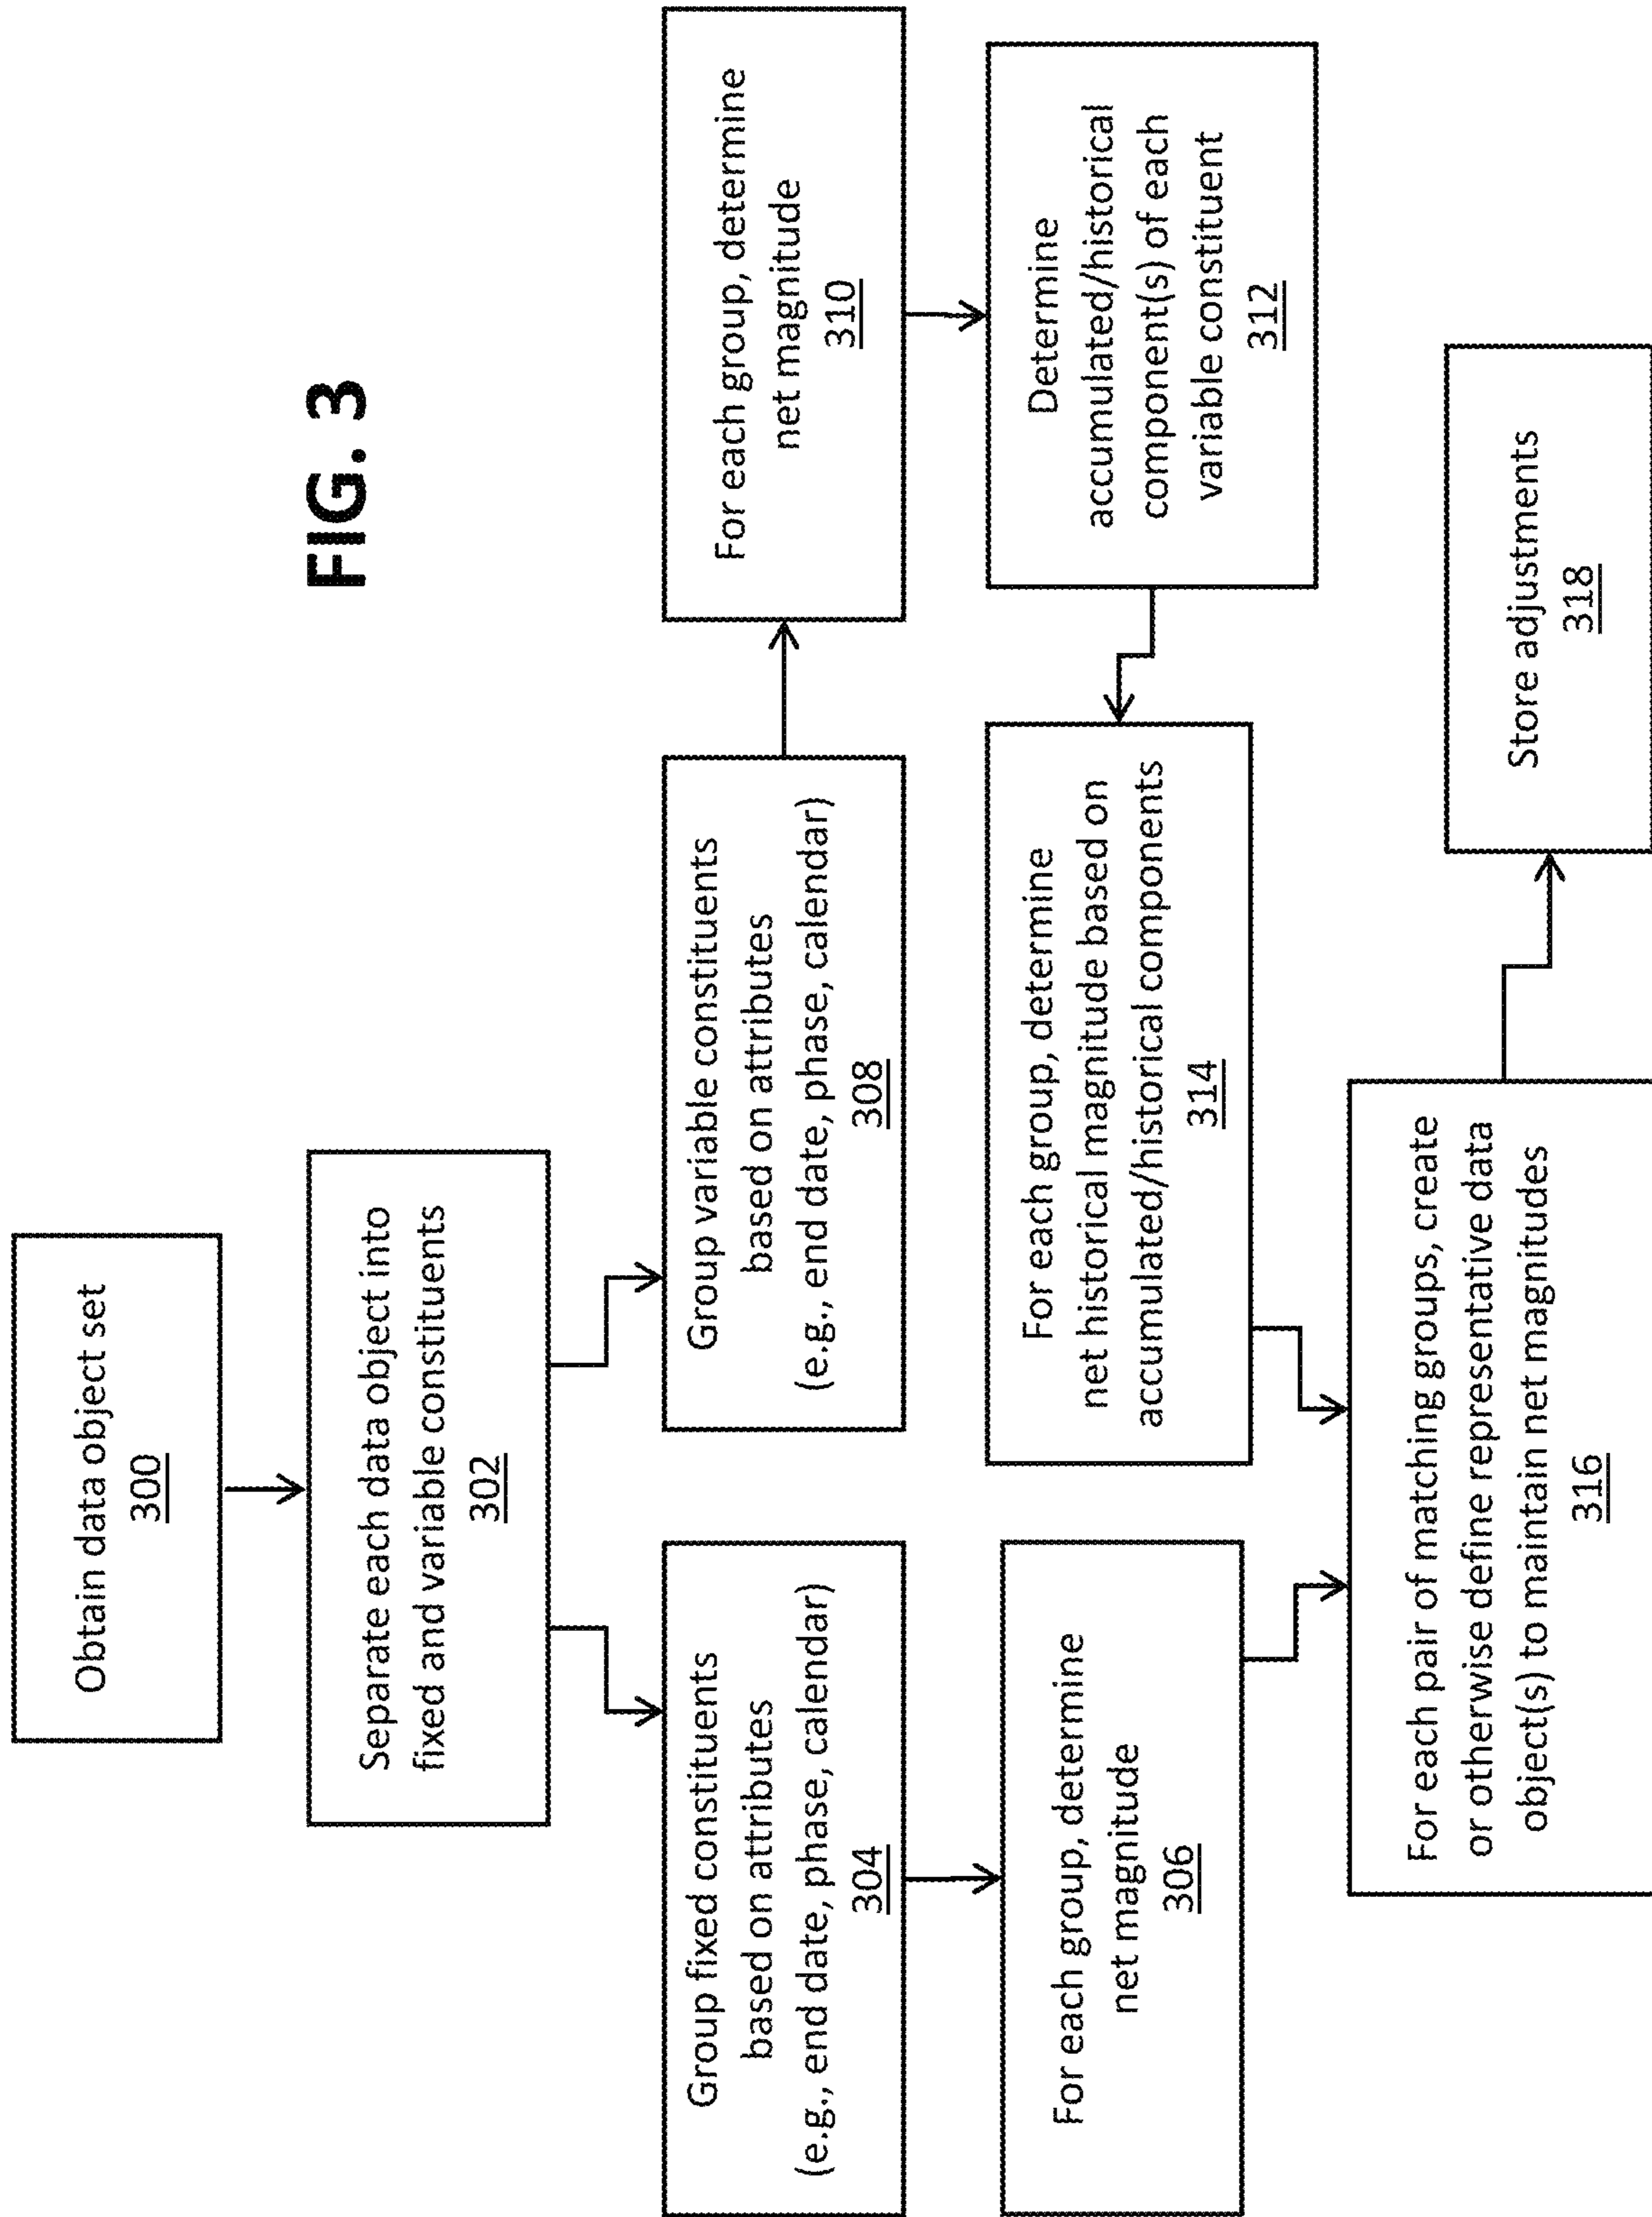 FIG. 3
Obtain data object set
300
Separate each data object into
fixed and variable constituents
302
Group fixed constituents
based on attributes
(e.g., end date, phase, calendar)
304
For each group, determine
net magnitude
306
Group variable constituents
based on attributes
(e.g., end date, phase, calendar)
308
For each group, determine
net magnitude
310
Determine
accumulated/historical
component(s) of each
variable constituent
312
For each group, determine
net historical magnitude based on
accumulated/historical components
314
For each pair of matching groups, create
or otherwise define representative data
object(s) to maintain net magnitudes
316
Store adjustments
318